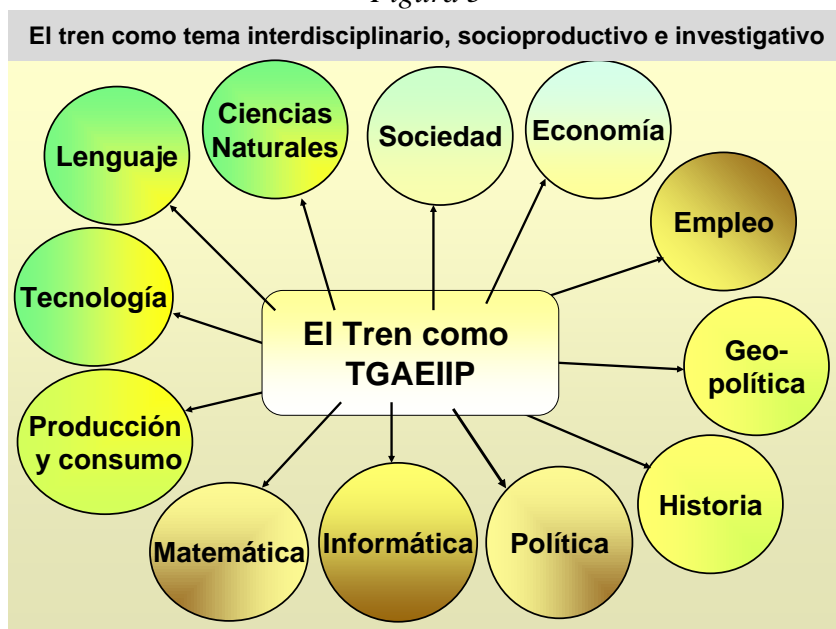 El tren como tema interdisciplinario, socioproductivo e investigativo
Lenguaje
Ciencias
Naturales
Sociedad
Economía
Empleo
Tecnología
El Tren como
TGAEIIP
Geo-
política
Producción
y consumo
Historia
Matemática
Informática
Política